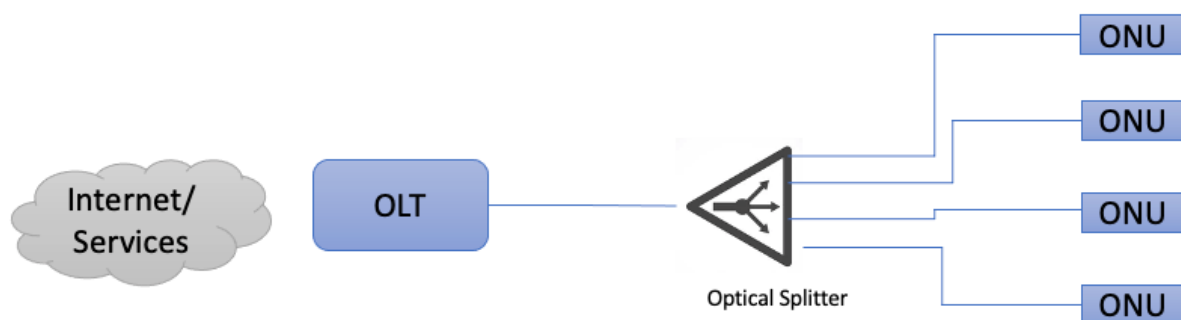 Internet/
Services
OLT
Optical Splitter
ONU
ONU
ONU
ONU